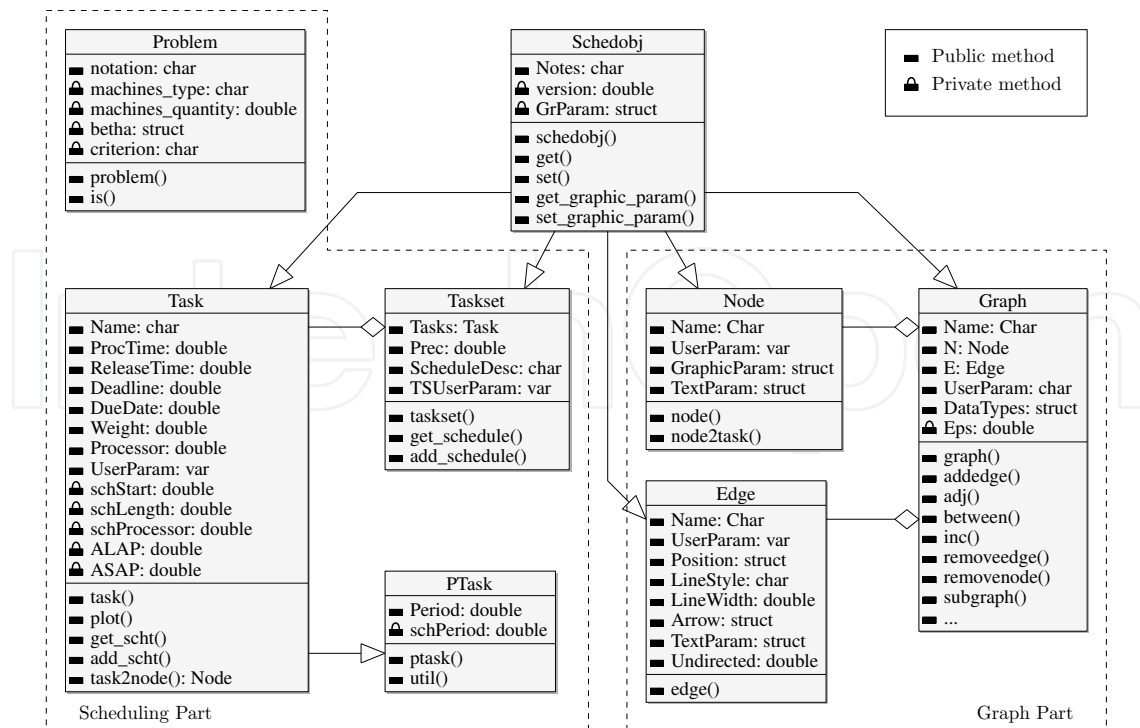 Problem
notation: char
machines_type: char
machines_quantity: double
betha: struct
criterion: char
problem()
is()
Schedobj
Notes: char
version: double
GrParam: struct
schedobj()
get()
set()
get_graphic_param()
set_graphic_param()
Public method
Private method
Task
Name: char
ProcTime: double
ReleaseTime: double
Deadline: double
DueDate: double
Weight: double
Processor: double
UserParam: var
schStart: double
schLength: double
schProcessor: double
ALAP: double
ASAP: double
task()
plot()
get_scht()
add_scht()
task2node(): Node
Taskset
Tasks: Task
Prec: double
ScheduleDesc: char
TSUserParam: var
taskset()
get_schedule()
add_schedule()
PTask
Period: double
schPeriod: double
ptask()
util()
Scheduling Part
Node
Name: Char
UserParam: var
GraphicParam: struct
TextParam: struct
node()
node2task()
Edge
Name: Char
UserParam: var
Position: struct
LineStyle: char
LineWidth: double
Arrow: struct
TextParam: struct
Undirected: double
edge()
Graph
Name: Char
N: Node
E: Edge
UserParam: char
DataTypes: struct
Eps: double
graph()
addedge()
adj()
between()
inc()
removeedge()
removenode()
subgraph()
...
Graph Part